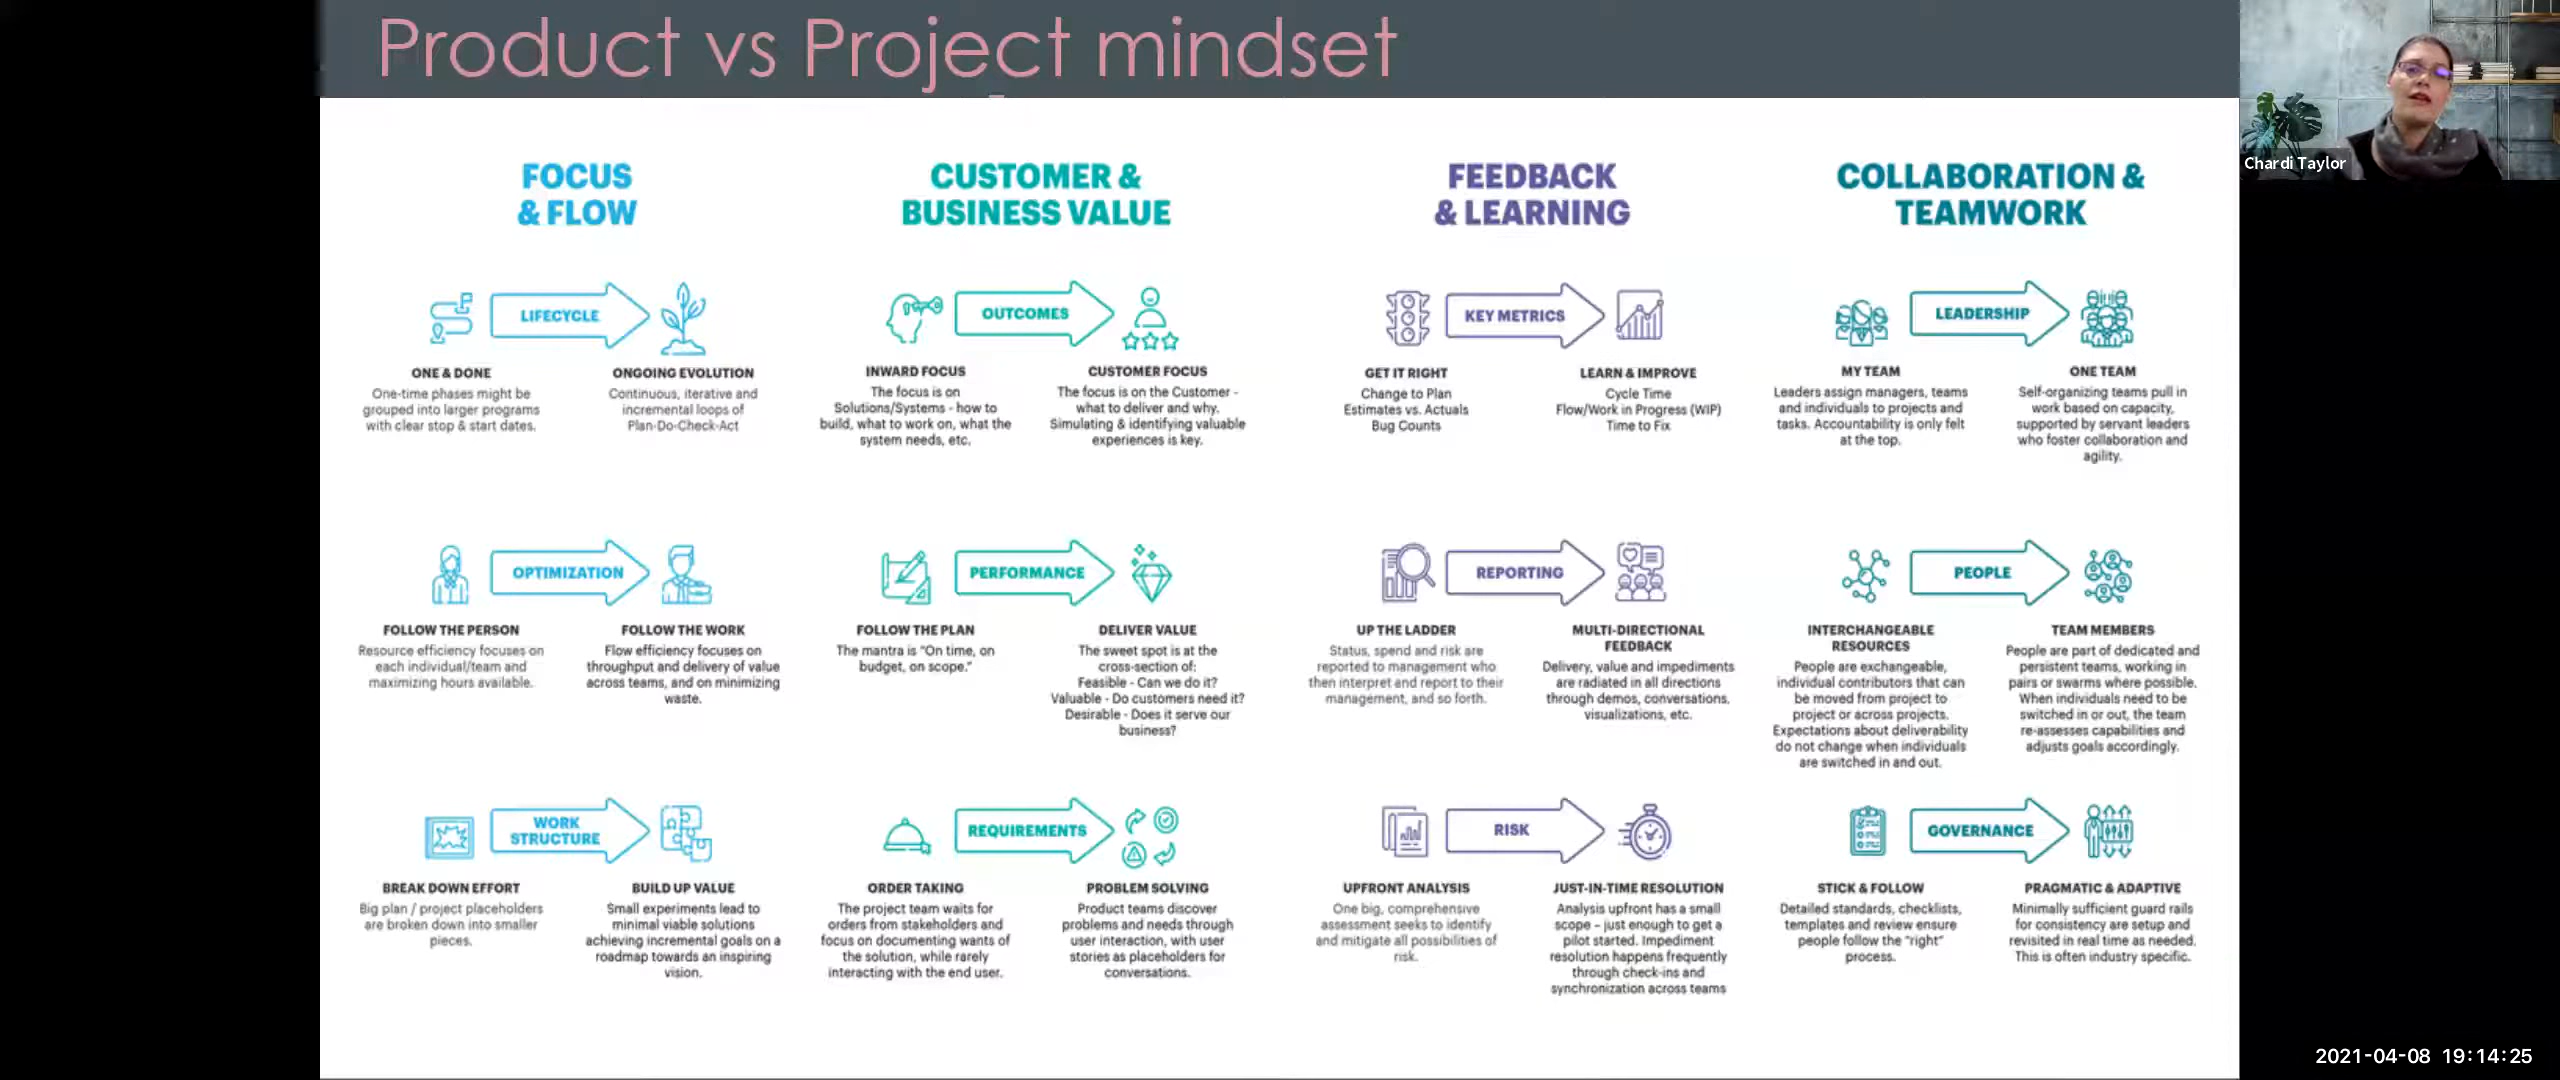 Product vs Project mindset
Chardi Taylor
FOCUS
& FLOW
LIFECYCLE
ONE & DONE
One-time phases might be
grouped into larger programs
with clear stop & start dates.
ONGOING EVOLUTION
Continuous, iterative and
incremental loops of
Plan-Do-Check-Act
OPTIMIZATION
FOLLOW THE PERSON
Resource efficiency focuses on
each individual/team and
maximizing hours available.
FOLLOW THE WORK
Flow efficiency focuses on
throughput and delivery of value
across teams, and on minimizing
waste.
WORK
STRUCTURE
BREAK DOWN EFFORT
Big plan / project placeholders
are broken down into smaller
pieces.
BUILD UP VALUE
Small experiments lead to
minimal viable solutions
achieving incremental goals on a
roadmap towards an inspiring
vision.
CUSTOMER &
BUSINESS VALUE
OUTCOMES
INWARD FOCUS
The focus is on
Solutions/Systems - how to
build, what to work on, what the
system needs, etc.
CUSTOMER FOCUS
The focus is on the Customer -
what to deliver and why.
Simulating & identifying valuable
experiences is key.
PERFORMANCE
FOLLOW THE PLAN
The mantra is "On time, on
budget, on scope."
DELIVER VALUE
The sweet spot is at the
cross-section of:
Feasible - Can we do it?
Valuable - Do customers need it?
Desirable - Does it serve our
business?
REQUIREMENTS
ORDER TAKING
The project team waits for
orders from stakeholders and
focus on documenting wants of
the solution, while rarely
interacting with the end user.
PROBLEM SOLVING
Product teams discover
problems and needs through
user interaction, with user
stories as placeholders for
conversations.
FEEDBACK
& LEARNING
KEY METRICS
GET IT RIGHT
Change to Plan
Estimates vs. Actuals
Bug Counts
LEARN & IMPROVE
Cycle Time
Flow/Work in Progress (WIP)
Time to Fix
REPORTING
UP THE LADDER
Status, spend and risk are
reported to management who
then interpret and report to their
management, and so forth.
MULTI-DIRECTIONAL
FEEDBACK
Delivery, value and impediments
are radiated in all directions
through demos, conversations,
visualizations, etc.
RISK
UPFRONT ANALYSIS
One big, comprehensive
assessment seeks to identify
and mitigate all possibilities of
risk.
JUST-IN-TIME RESOLUTION
Analysis upfront has a small
scope – just enough to get a
pilot started. Impediment
resolution happens frequently
through check-ins and
synchronization across teams
COLLABORATION &
TEAMWORK
LEADERSHIP
MY TEAM
Leaders assign managers, teams
and individuals to projects and
tasks. Accountability is only felt
at the top.
ONE TEAM
Self-organizing teams pull in
work based on capacity,
supported by servant leaders
who foster collaboration and
agility.
PEOPLE
INTERCHANGEABLE
RESOURCES
People are exchangeable,
individual contributors that can
be moved from project to
project or across projects.
Expectations about deliverability
do not change when individuals
are switched in and out.
TEAM MEMBERS
People are part of dedicated and
persistent teams, working in
pairs or swarms where possible.
When individuals need to be
switched in or out, the team
re-assesses capabilities and
adjusts goals accordingly.
GOVERNANCE
STICK & FOLLOW
Detailed standards, checklists,
templates and review ensure
people follow the "right"
process.
PRAGMATIC & ADAPTIVE
Minimally sufficient guard rails
for consistency are setup and
revisited in real time as needed.
This is often industry specific.
2021-04-08 19:14:25